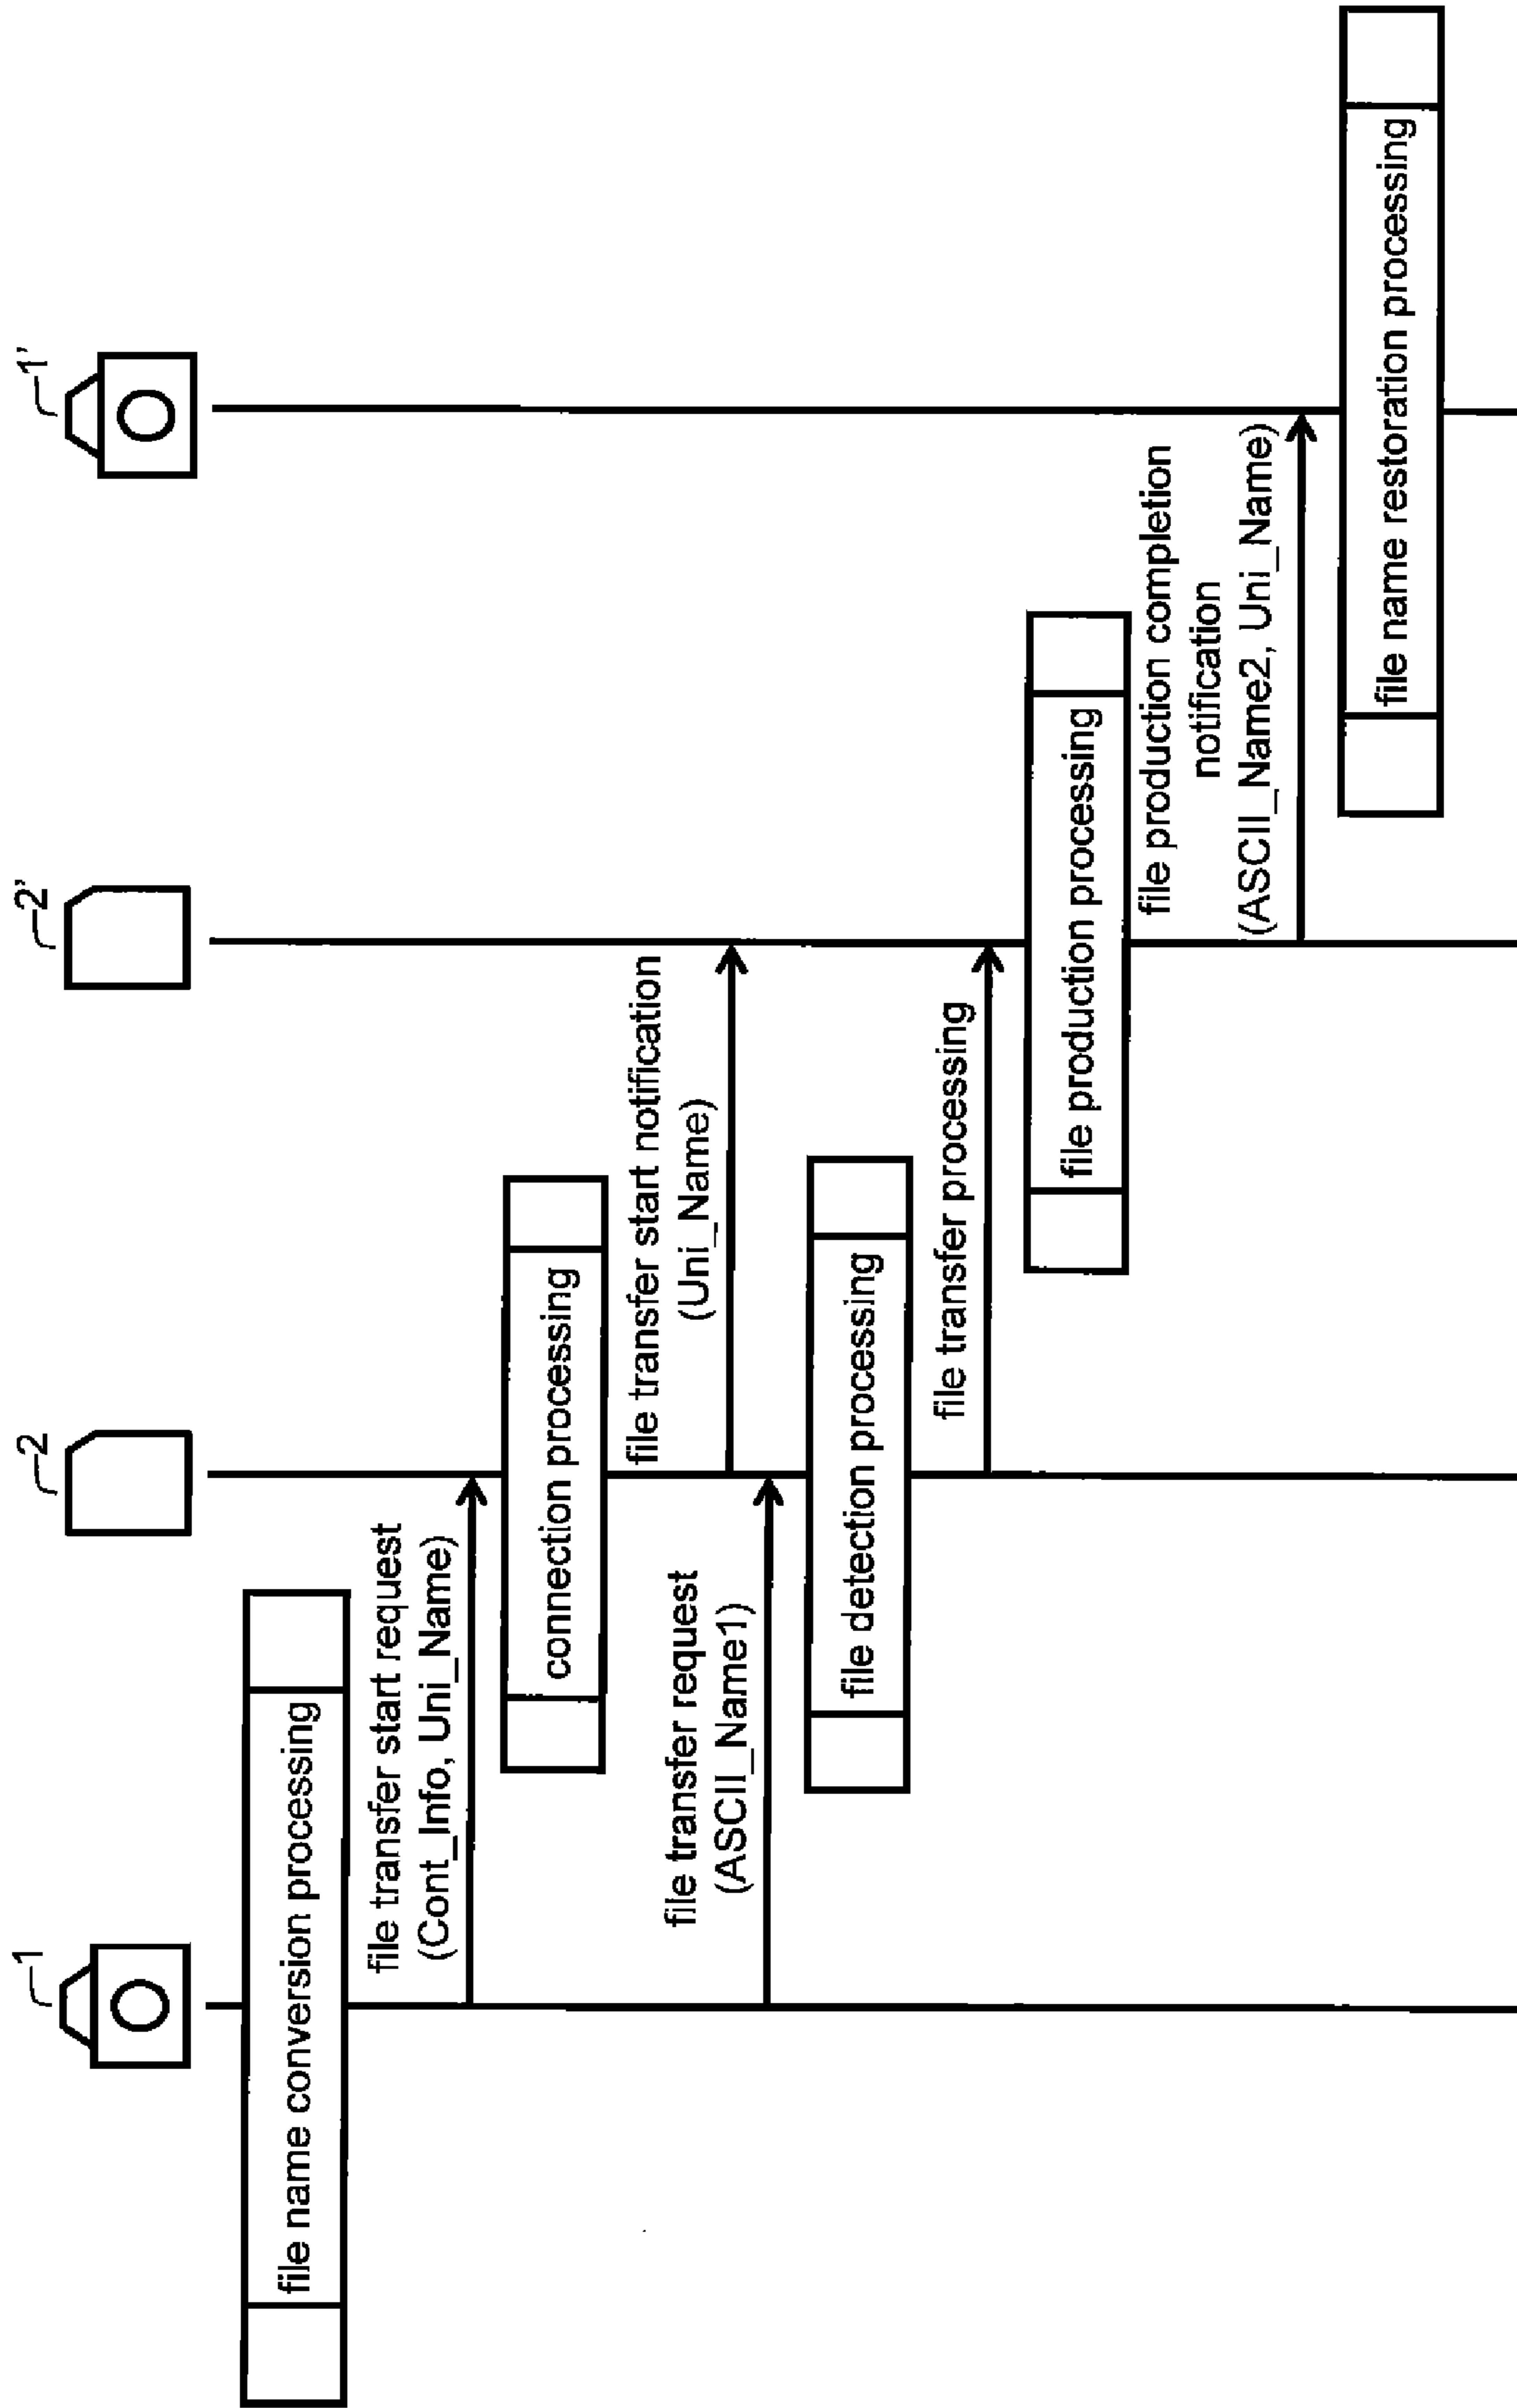 1
2
2'
1'
file name conversion processing
file transfer start request
(Cont_Info, Uni_Name)
connection processing
file transfer start notification
(Uni_Name)
file transfer request
(ASCII_Name1)
file detection processing
file transfer processing
file production processing
file production completion
notification
(ASCII_Name2, Uni_Name)
file name restoration processing